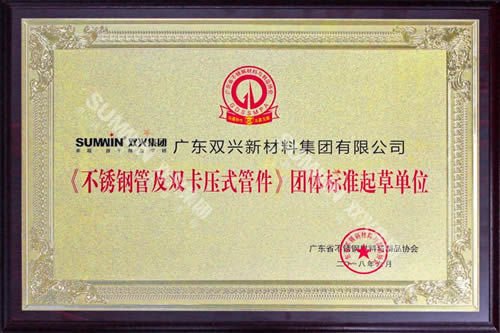 GDSSMPA
SUMWIN 双兴集团
广东双兴新材料集团有限公司
《不锈钢管及双卡压式管件》团体标准起草单位
广东省不锈钢材料与制品协会
二〇一八年